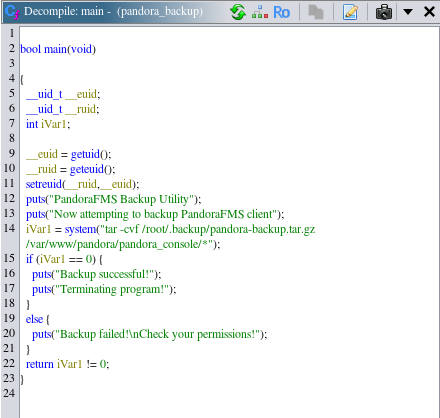 Decompile: main - (pandora_backup)
Ro
1
2 bool main(void)
3
4 {
5 __uid_t __euid;
6 __uid_t __ruid;
7 int iVar1;
8
9 __euid = getuid();
10 __ruid = geteuid();
11 setreuid(__ruid,__euid);
12 puts("PandoraFMS Backup Utility");
13 puts("Now attempting to backup PandoraFMS client");
14 iVar1 = system("tar -cvf /root/.backup/pandora-backup.tar.gz
/var/www/pandora/pandora_console/*");
15 if (iVar1 == 0) {
16 puts("Backup successful!");
17 puts("Terminating program!");
18 }
19 else {
20 puts("Backup failed!\nCheck your permissions!");
21 }
22 return iVar1 != 0;
23 }
24